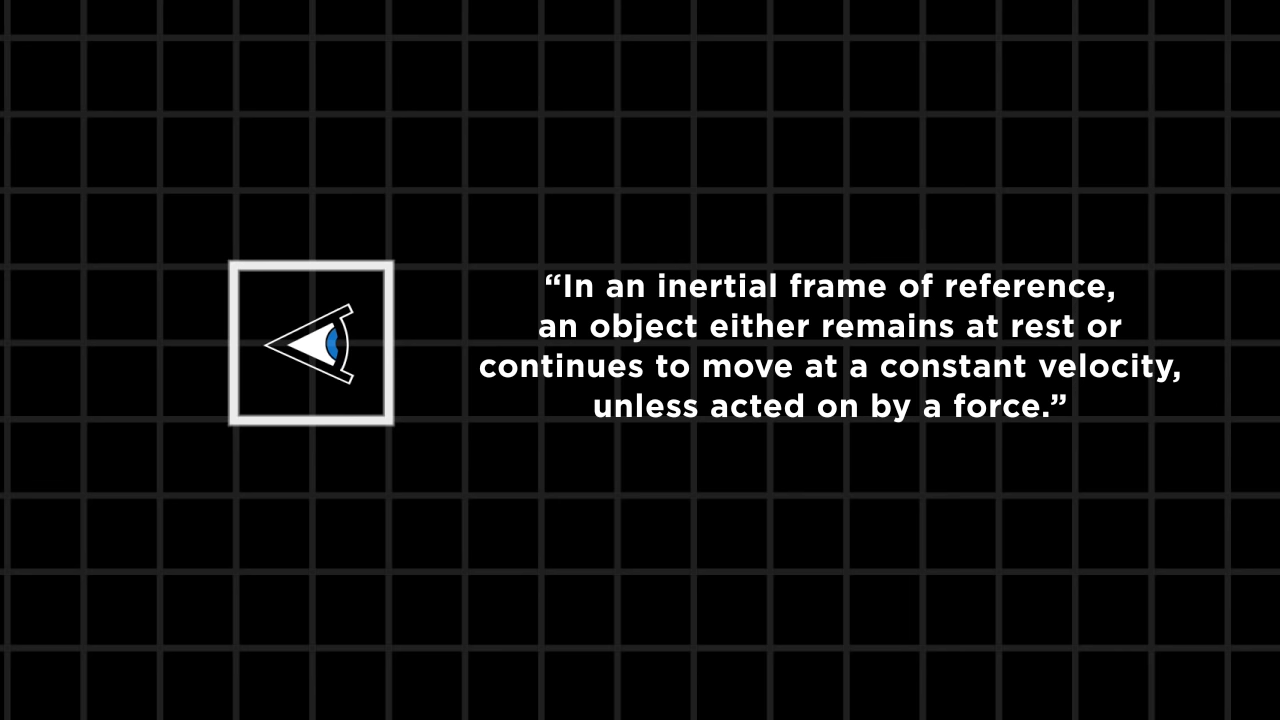 “In an inertial frame of reference,
an object either remains at rest or
continues to move at a constant velocity,
unless acted on by a force.”